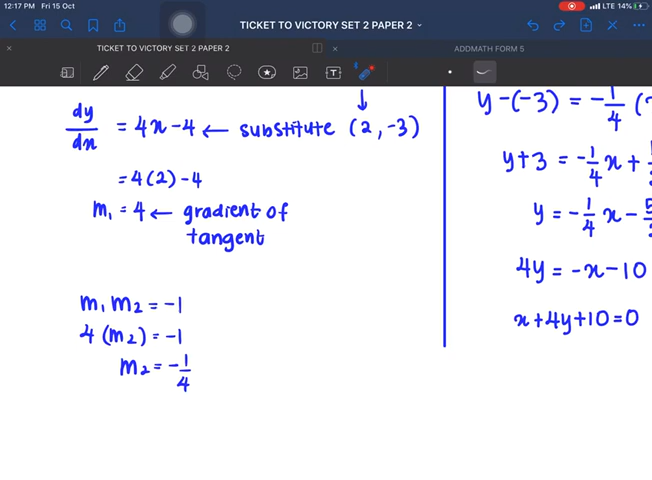 12:17 PM Fri 15 Oct
LTE 14%
TICKET TO VICTORY SET 2 PAPER 2
TICKET TO VICTORY SET 2 PAPER 2
ADDMATH FORM 5
dy/dx = 4x - 4 ← substitute (2, -3)
= 4(2) - 4
m₁ = 4 ← gradient of
tangent
m₁ m₂ = -1
4 (m₂) = -1
m₂ = -1/4
y-(-3) = -1/4 (
y+3 = -1/4 x +
y = -1/4 x -
4y = -x - 10
x+4y+10=0